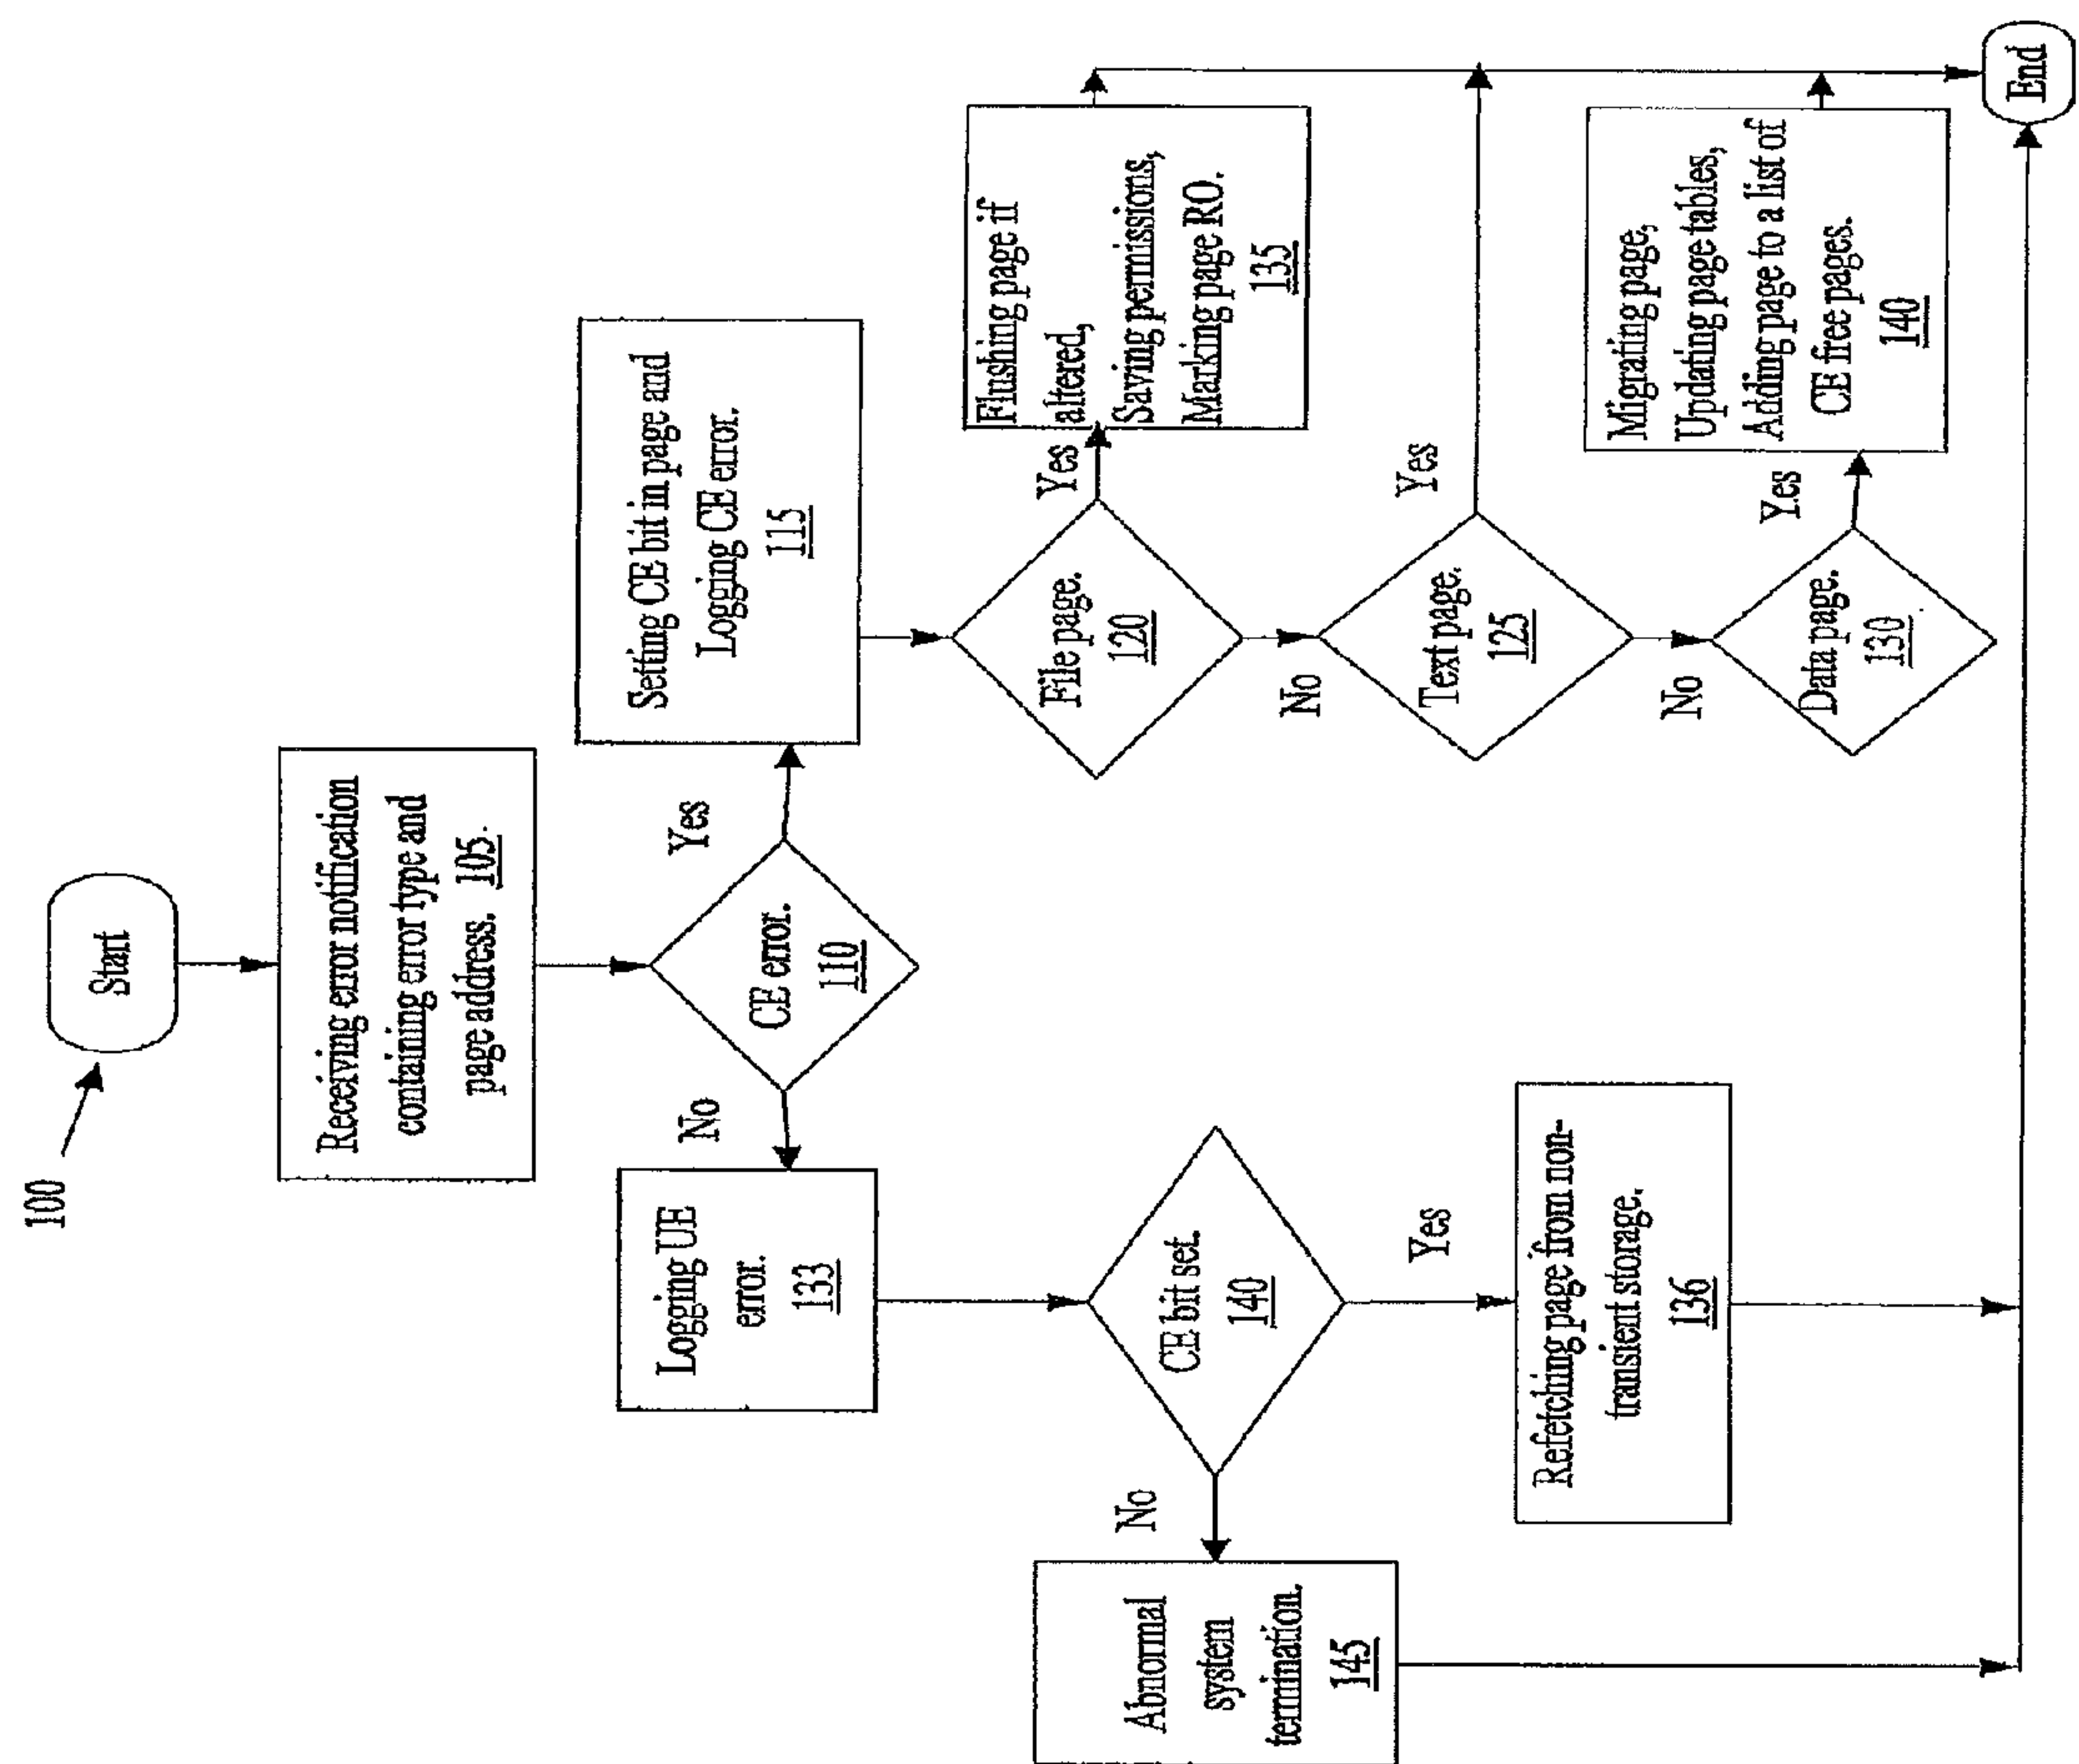 100
Start
Receiving error notification
containing error type and
page address. 105.
CE error.
110
Yes
No
Setting CE bit in page and
Logging CE error.
115
Logging UE
error.
133
File page.
120
Yes
No
Flushing page if
altered,
Saving permissions,
Marking page RO.
135
Text page.
125
Yes
No
Data page.
130
Yes
Migrating page,
Updating page tables,
Adding page to a list of
CE free pages.
140
CE bit set.
140
No
Yes
Abnormal
system
termination.
145
Refetching page from non-
transient storage.
136
End